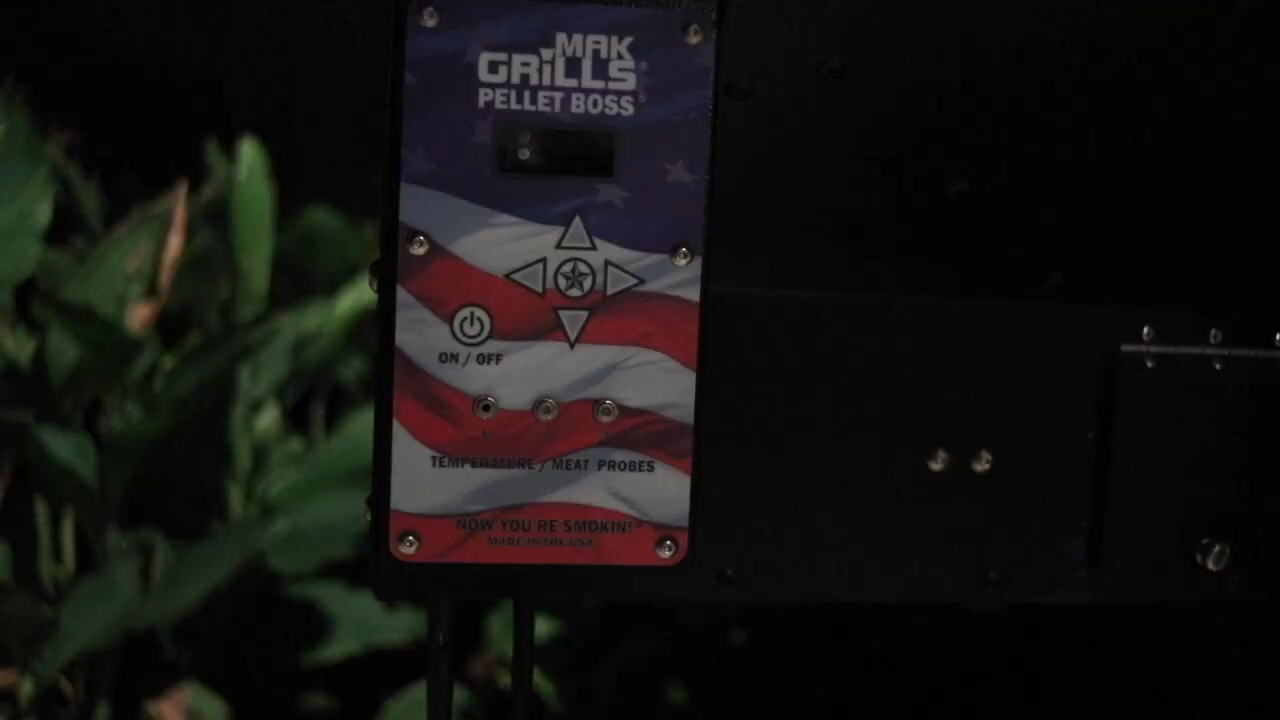 MAK
GRiLLS
PELLET BOSS
ON / OFF
TEMPERATURE / MEAT PROBES
NOW YOU'RE SMOKIN!
MADE IN THE USA